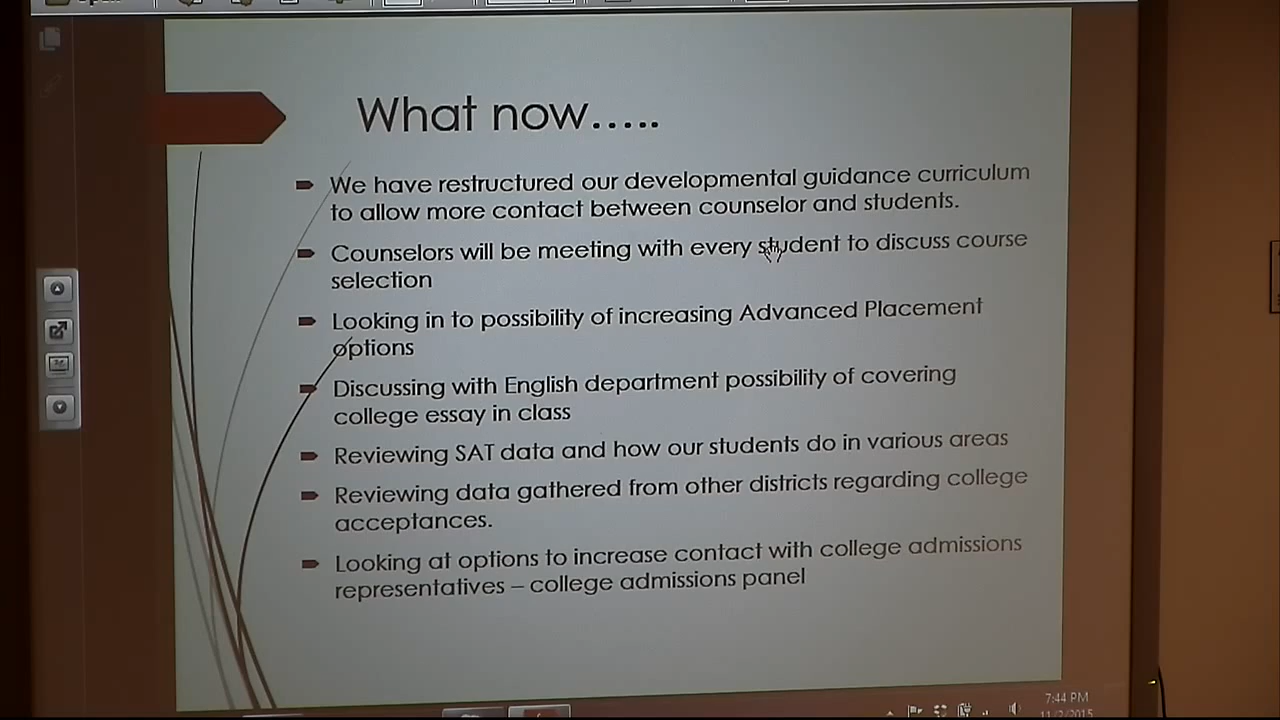 What now.....
We have restructured our developmental guidance curriculum
to allow more contact between counselor and students.
Counselors will be meeting with every student to discuss course
selection
Looking in to possibility of increasing Advanced Placement
options
Discussing with English department possibility of covering
college essay in class
Reviewing SAT data and how our students do in various areas
Reviewing data gathered from other districts regarding college
acceptances.
Looking at options to increase contact with college admissions
representatives – college admissions panel
7:44 PM